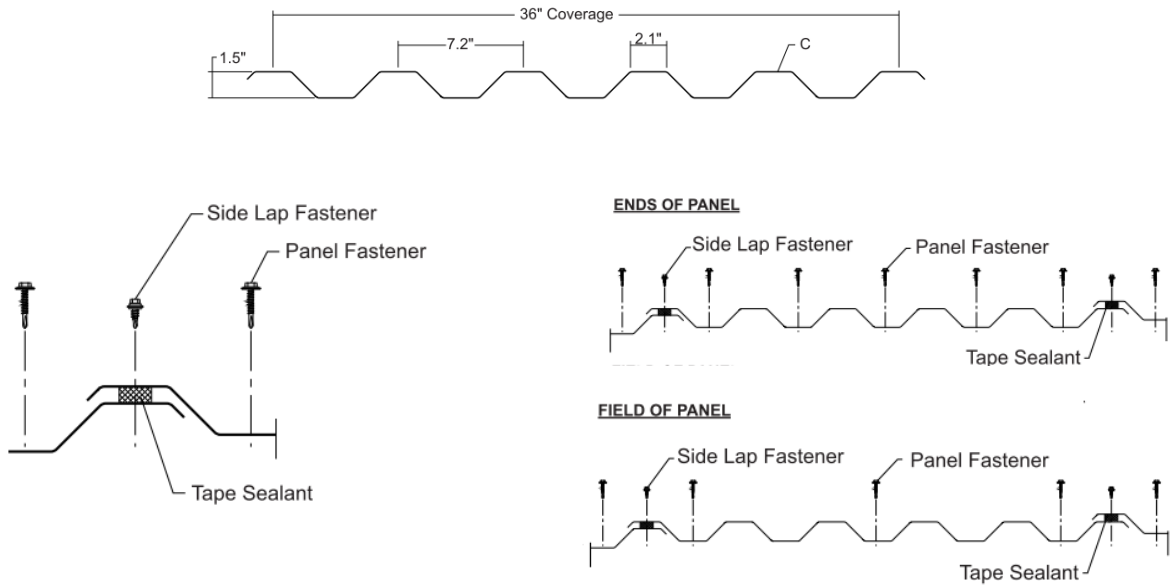 36" Coverage
1.5"
7.2"
2.1"
C
Side Lap Fastener
Panel Fastener
Tape Sealant
ENDS OF PANEL
Side Lap Fastener
Panel Fastener
Tape Sealant
FIELD OF PANEL
Side Lap Fastener
Panel Fastener
Tape Sealant